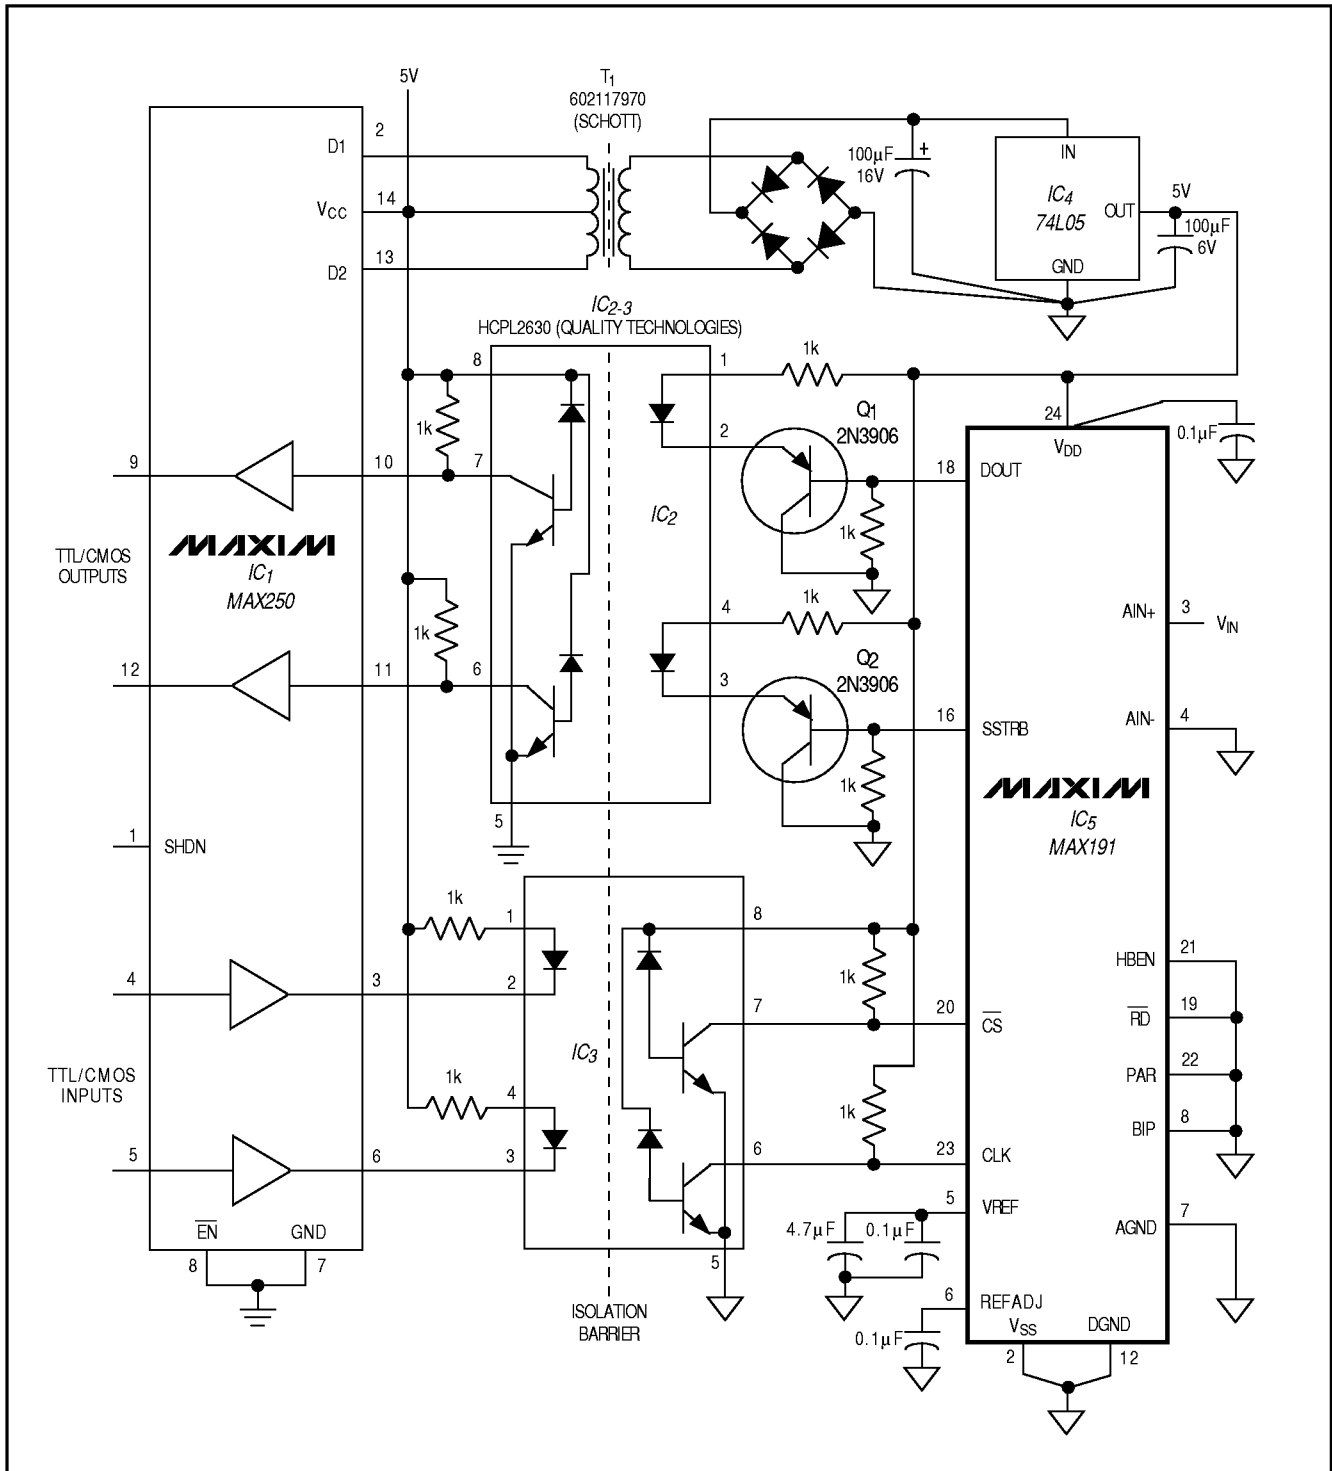 5V
T1
602117970
(SCHOTT)
2
D1
14
VCC
13
D2
100µF
16V
+
IN
IC4
74L05
OUT
GND
5V
100µF
6V
IC2-3
HCPL2630 (QUALITY TECHNOLOGIES)
8
1
1k
1k
Q1
2N3906
24
VDD
0.1µF
2
9
10
7
18
DOUT
IC2
1k
MAXIM
IC1
MAX250
TTL/CMOS
OUTPUTS
4
1k
1k
AIN+
3
VIN
Q2
2N3906
12
11
6
3
16
SSTRB
AIN-
4
1k
MAXIM
IC5
MAX191
5
1
SHDN
1k
1
8
1k
HBEN
21
4
3
2
7
20
CS
RD
19
IC3
TTL/CMOS
INPUTS
1k
4
1k
PAR
22
BIP
8
5
6
3
6
23
CLK
5
VREF
AGND
7
EN
GND
8
7
5
4.7µF
0.1µF
6
REFADJ
ISOLATION
BARRIER
0.1µF
VSS
DGND
2
12